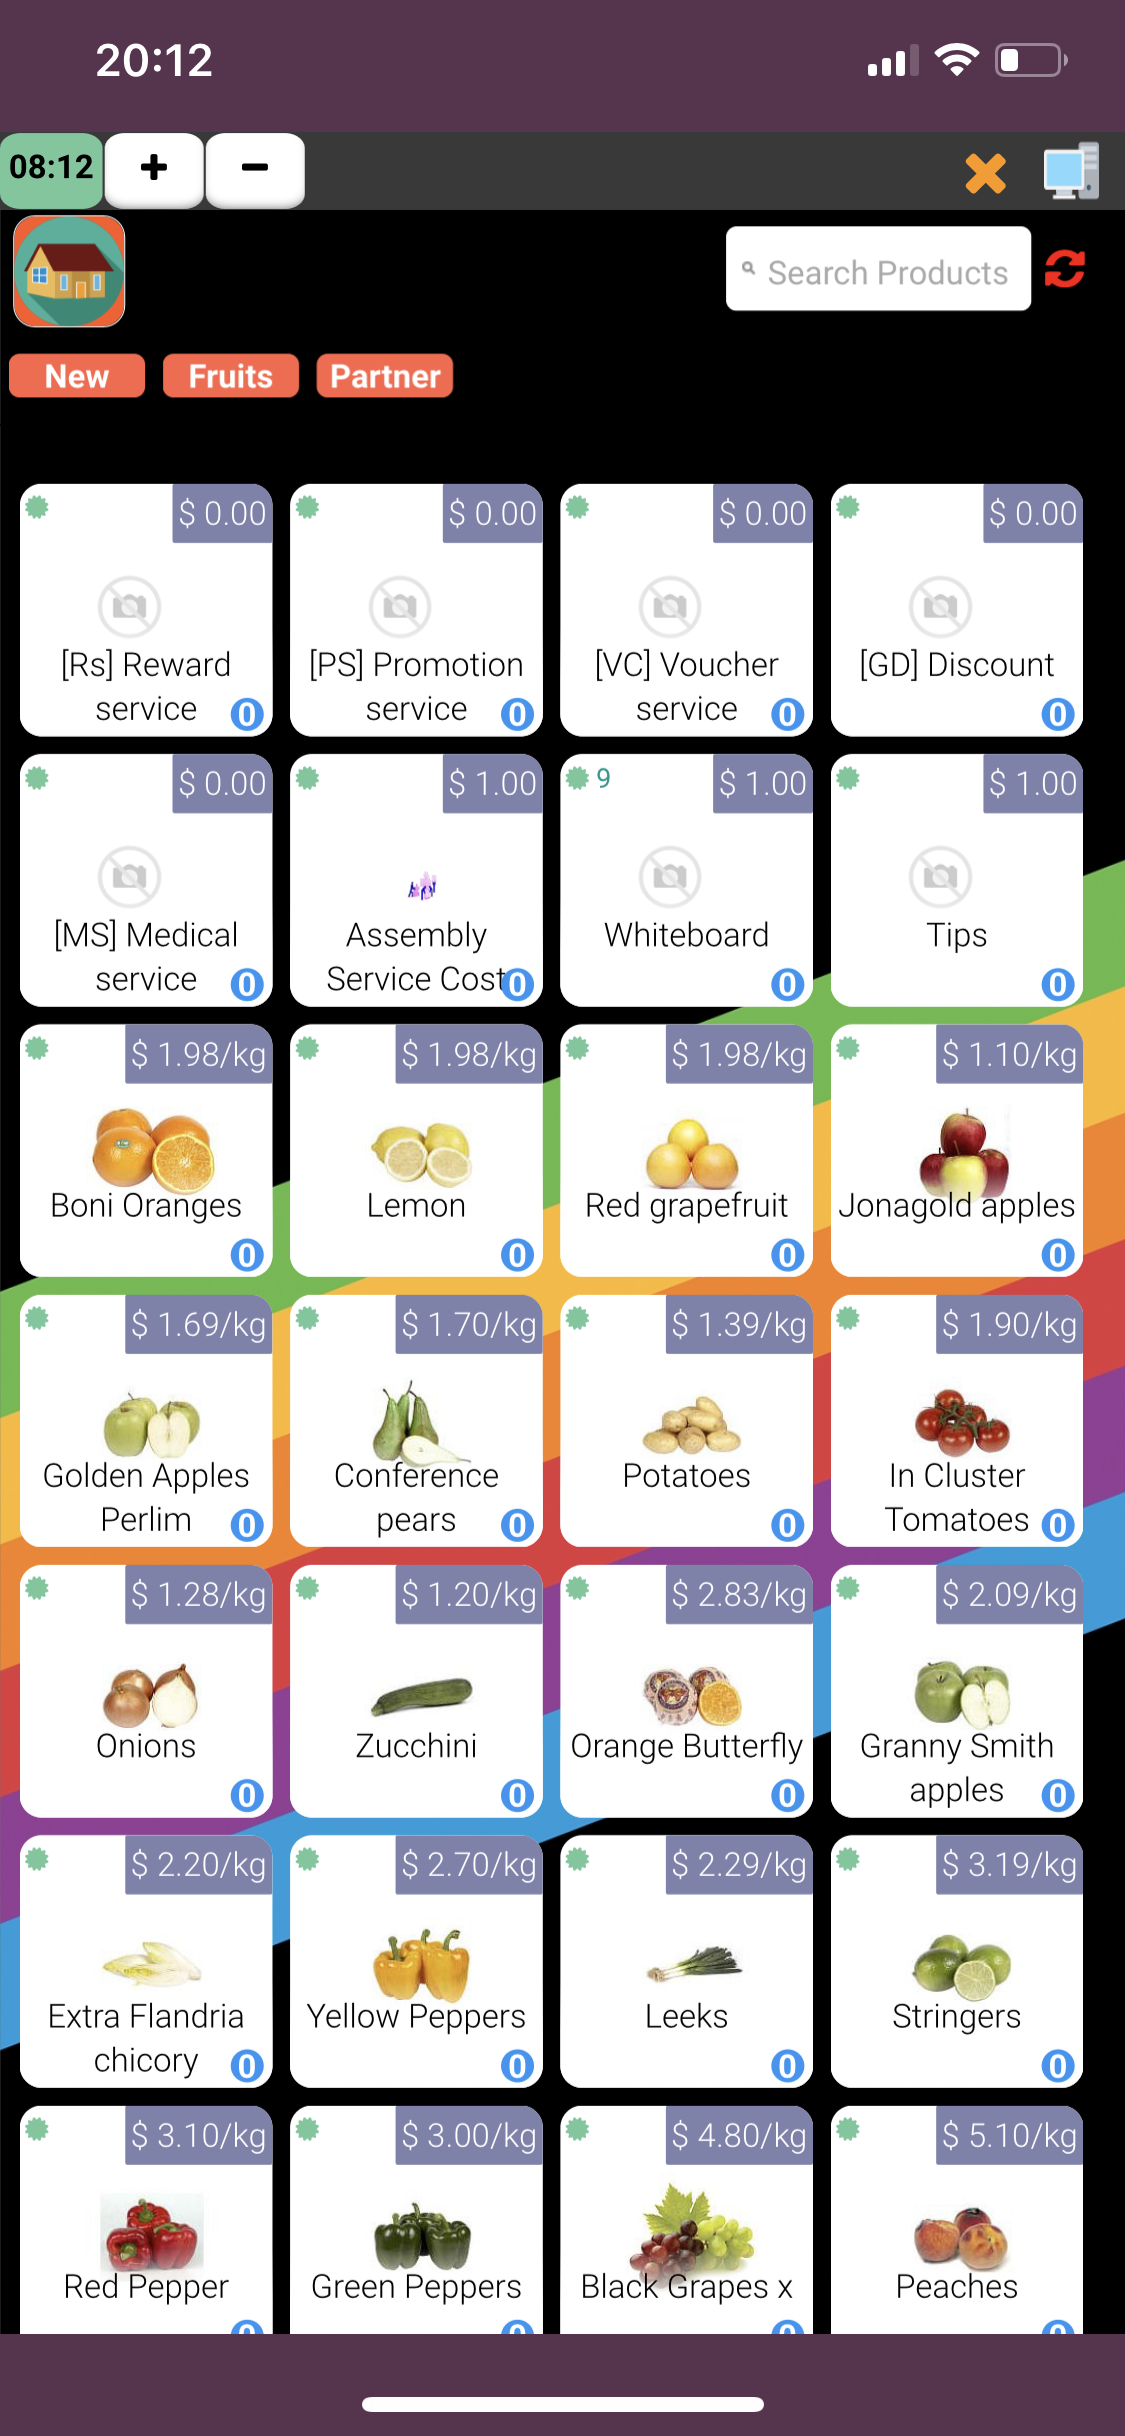 20:12
08:12 + −
Search Products
New Fruits Partner
$ 0.00 $ 0.00 $ 0.00 $ 0.00
[Rs] Reward [PS] Promotion [VC] Voucher [GD] Discount
service 0 service 0 service 0 0
$ 0.00 $ 1.00 9 $ 1.00 $ 1.00
[MS] Medical Assembly Whiteboard Tips
service 0 Service Cost 0 0 0
$ 1.98/kg $ 1.98/kg $ 1.98/kg $ 1.10/kg
Boni Oranges Lemon Red grapefruit Jonagold apples
0 0 0 0
$ 1.69/kg $ 1.70/kg $ 1.39/kg $ 1.90/kg
Golden Apples Conference Potatoes In Cluster
Perlim 0 pears 0 0 Tomatoes 0
$ 1.28/kg $ 1.20/kg $ 2.83/kg $ 2.09/kg
Onions Zucchini Orange Butterfly Granny Smith
0 0 0 apples 0
$ 2.20/kg $ 2.70/kg $ 2.29/kg $ 3.19/kg
Extra Flandria Yellow Peppers Leeks Stringers
chicory 0 0 0 0
$ 3.10/kg $ 3.00/kg $ 4.80/kg $ 5.10/kg
Red Pepper Green Peppers Black Grapes x Peaches
0 0 0 0